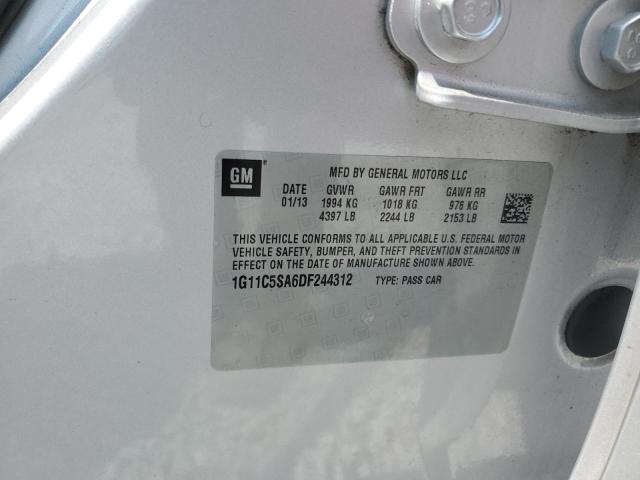 GM MFD BY GENERAL MOTORS LLC
DATE GVWR GAWR FRT GAWR RR
01/13 1994 KG 1018 KG 976 KG
4397 LB 2244 LB 2153 LB
THIS VEHICLE CONFORMS TO ALL APPLICABLE U.S. FEDERAL MOTOR
VEHICLE SAFETY, BUMPER, AND THEFT PREVENTION STANDARDS IN
EFFECT ON THE DATE OF MANUFACTURE SHOWN ABOVE.
1G11C5SA6DF244312 TYPE: PASS CAR